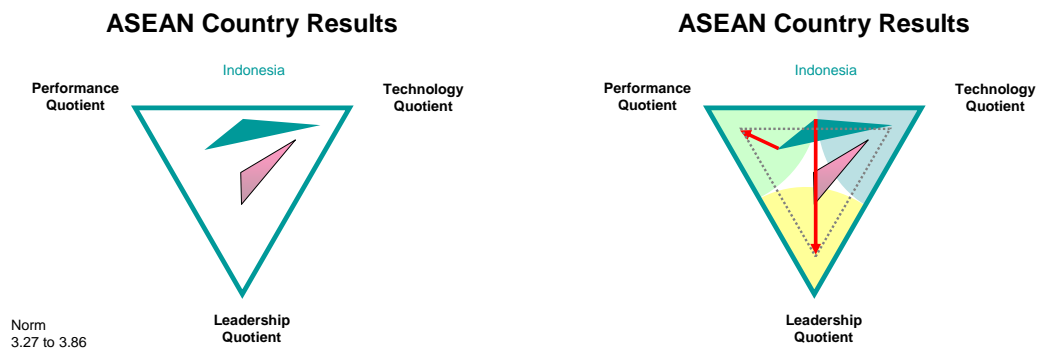 ASEAN Country Results
Indonesia
Performance
Quotient
Technology
Quotient
Leadership
Quotient
Norm
3.27 to 3.86
ASEAN Country Results
Indonesia
Performance
Quotient
Technology
Quotient
Leadership
Quotient